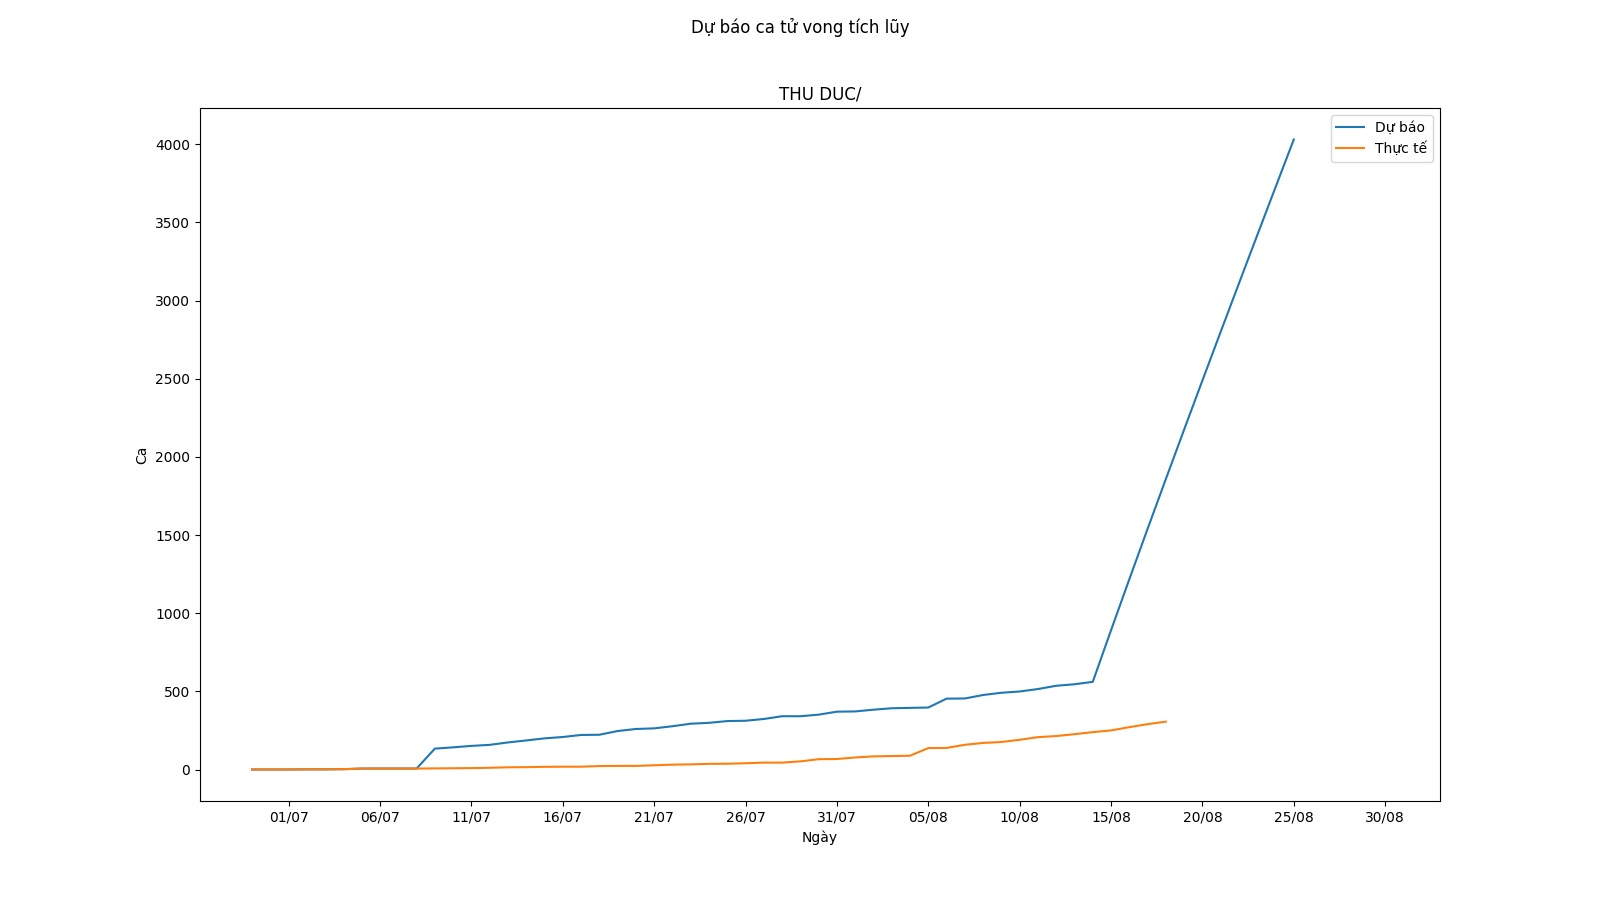 Dự báo ca tử vong tích lũy
THU DUC/
Dự báo
Thực tế
4000
3500
3000
2500
2000
1500
1000
500
0
Ca
01/07 06/07 11/07 16/07 21/07 26/07 31/07 05/08 10/08 15/08 20/08 25/08 30/08
Ngày